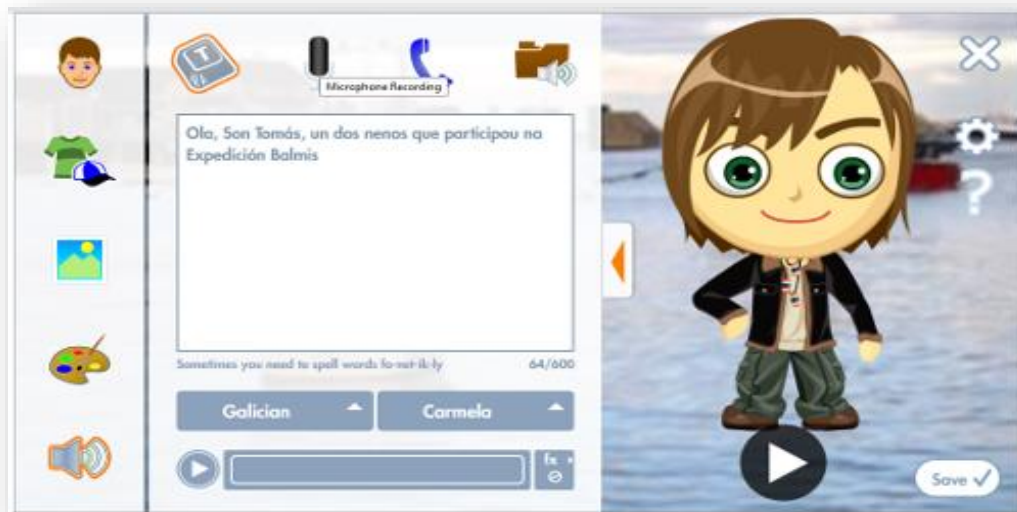 T
Microphone Recording
Ola, Son Tomás, un dos nenos que participou na
Expedición Balmis
Sometimes you need to spell words fo-net-ik-ly
64/600
Galician
Carmela
fx
?
Save